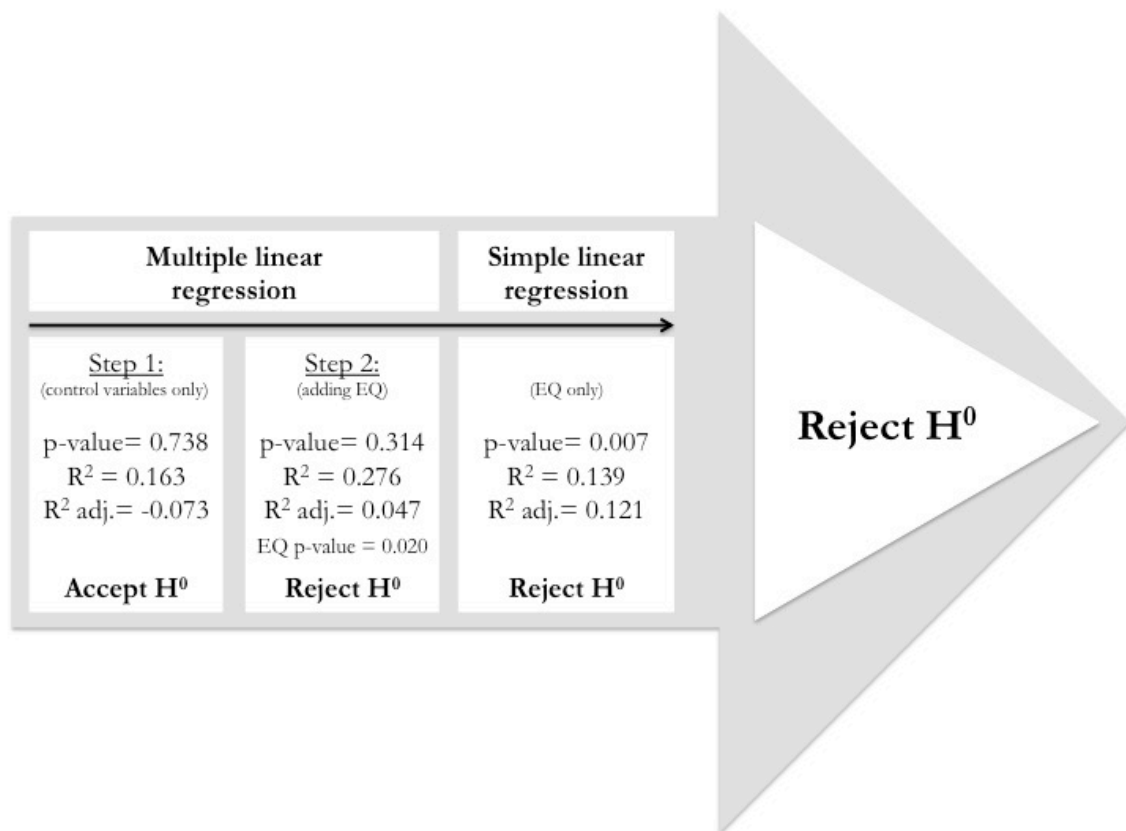 Multiple linear
regression
Simple linear
regression
Step 1:
(control variables only)
p-value= 0.738
R² = 0.163
R² adj.= -0.073
Accept H⁰
Step 2:
(adding EQ)
p-value= 0.314
R² = 0.276
R² adj.= 0.047
EQ p-value = 0.020
Reject H⁰
(EQ only)
p-value= 0.007
R² = 0.139
R² adj.= 0.121
Reject H⁰
Reject H⁰